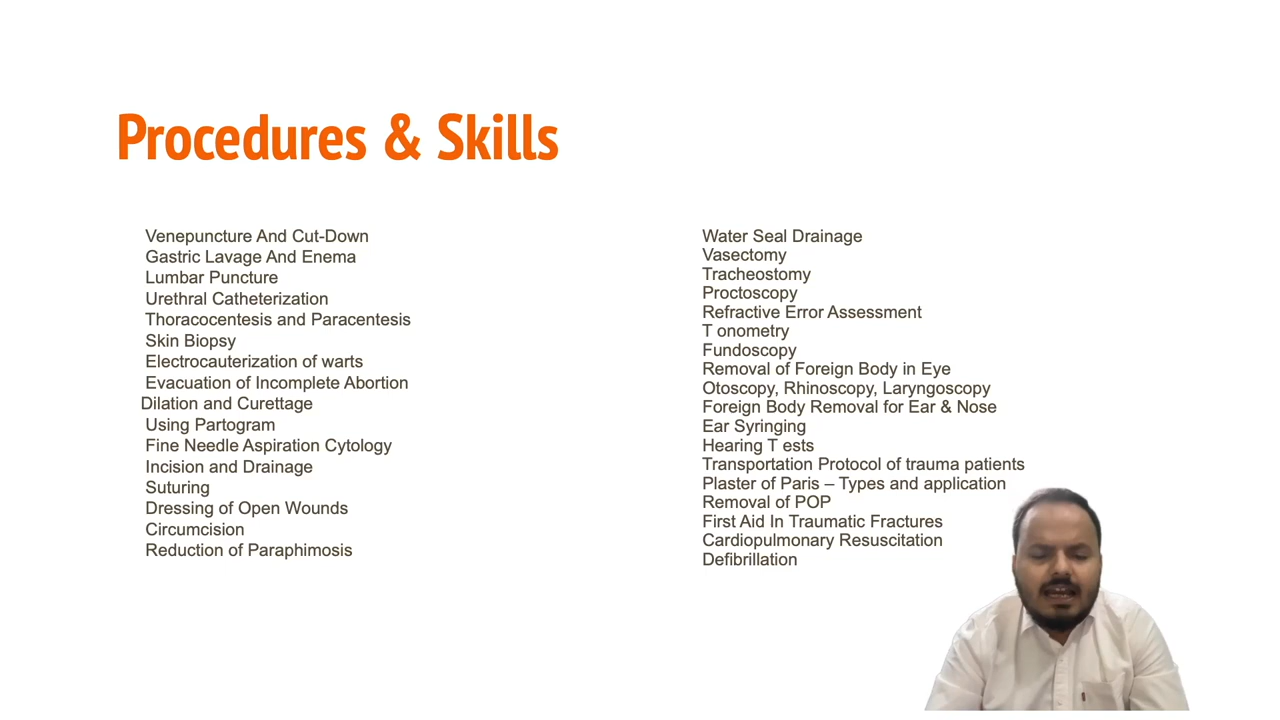 Procedures & Skills
Venepuncture And Cut-Down
Gastric Lavage And Enema
Lumbar Puncture
Urethral Catheterization
Thoracocentesis and Paracentesis
Skin Biopsy
Electrocauterization of warts
Evacuation of Incomplete Abortion
Dilation and Curettage
Using Partogram
Fine Needle Aspiration Cytology
Incision and Drainage
Suturing
Dressing of Open Wounds
Circumcision
Reduction of Paraphimosis
Water Seal Drainage
Vasectomy
Tracheostomy
Proctoscopy
Refractive Error Assessment
T onometry
Fundoscopy
Removal of Foreign Body in Eye
Otoscopy, Rhinoscopy, Laryngoscopy
Foreign Body Removal for Ear & Nose
Ear Syringing
Hearing T ests
Transportation Protocol of trauma patients
Plaster of Paris – Types and application
Removal of POP
First Aid In Traumatic Fractures
Cardiopulmonary Resuscitation
Defibrillation